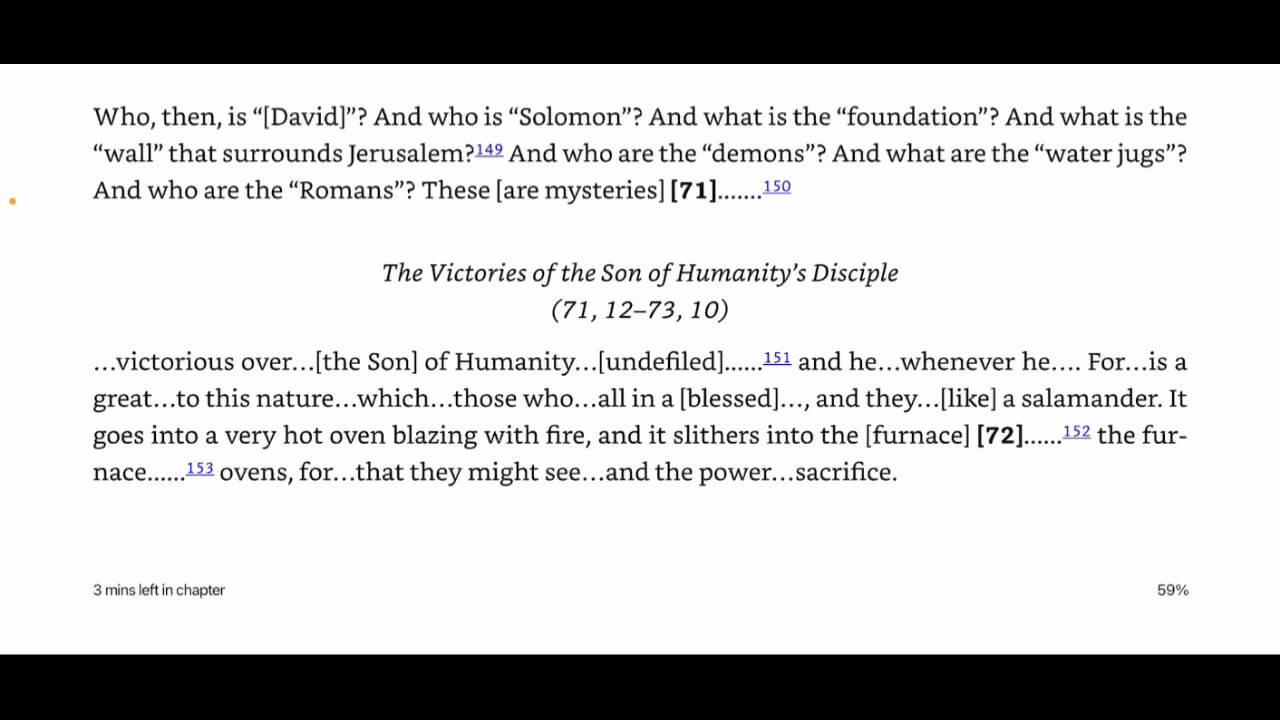 Who, then, is “[David]”? And who is “Solomon”? And what is the “foundation”? And what is the
“wall” that surrounds Jerusalem?149 And who are the “demons”? And what are the “water jugs”?
And who are the “Romans”? These [are mysteries] [71].......150
The Victories of the Son of Humanity’s Disciple
(71, 12–73, 10)
…victorious over…[the Son] of Humanity…[undefiled]......151 and he…whenever he…. For…is a
great…to this nature…which…those who…all in a [blessed]…, and they…[like] a salamander. It
goes into a very hot oven blazing with fire, and it slithers into the [furnace] [72]......152 the fur-
nace......153 ovens, for…that they might see…and the power…sacrifice.
3 mins left in chapter
59%